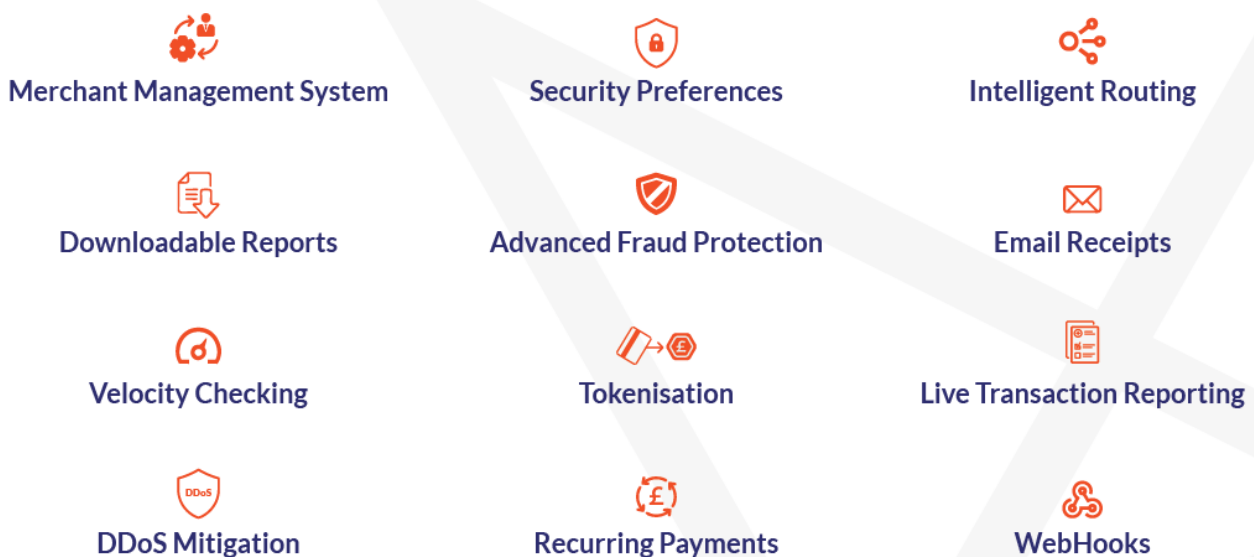 Merchant Management System
Security Preferences
Intelligent Routing
Downloadable Reports
Advanced Fraud Protection
Email Receipts
Velocity Checking
£
Tokenisation
Live Transaction Reporting
DDoS
DDoS Mitigation
£
Recurring Payments
WebHooks